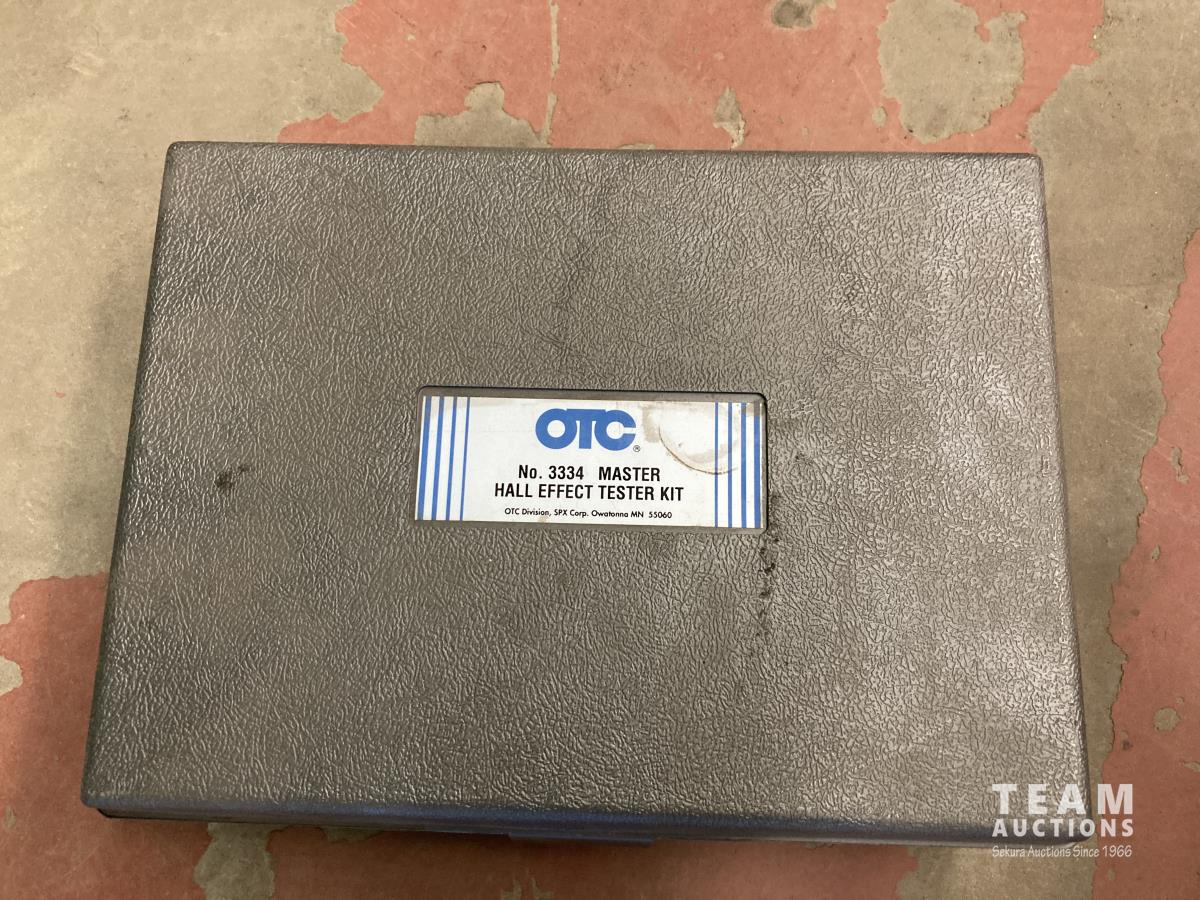 OTC®
No. 3334 MASTER
HALL EFFECT TESTER KIT
OTC Division, SPX Corp. Owatonna MN 55060
TEAM
AUCTIONS
Sekura Auctions Since 1966